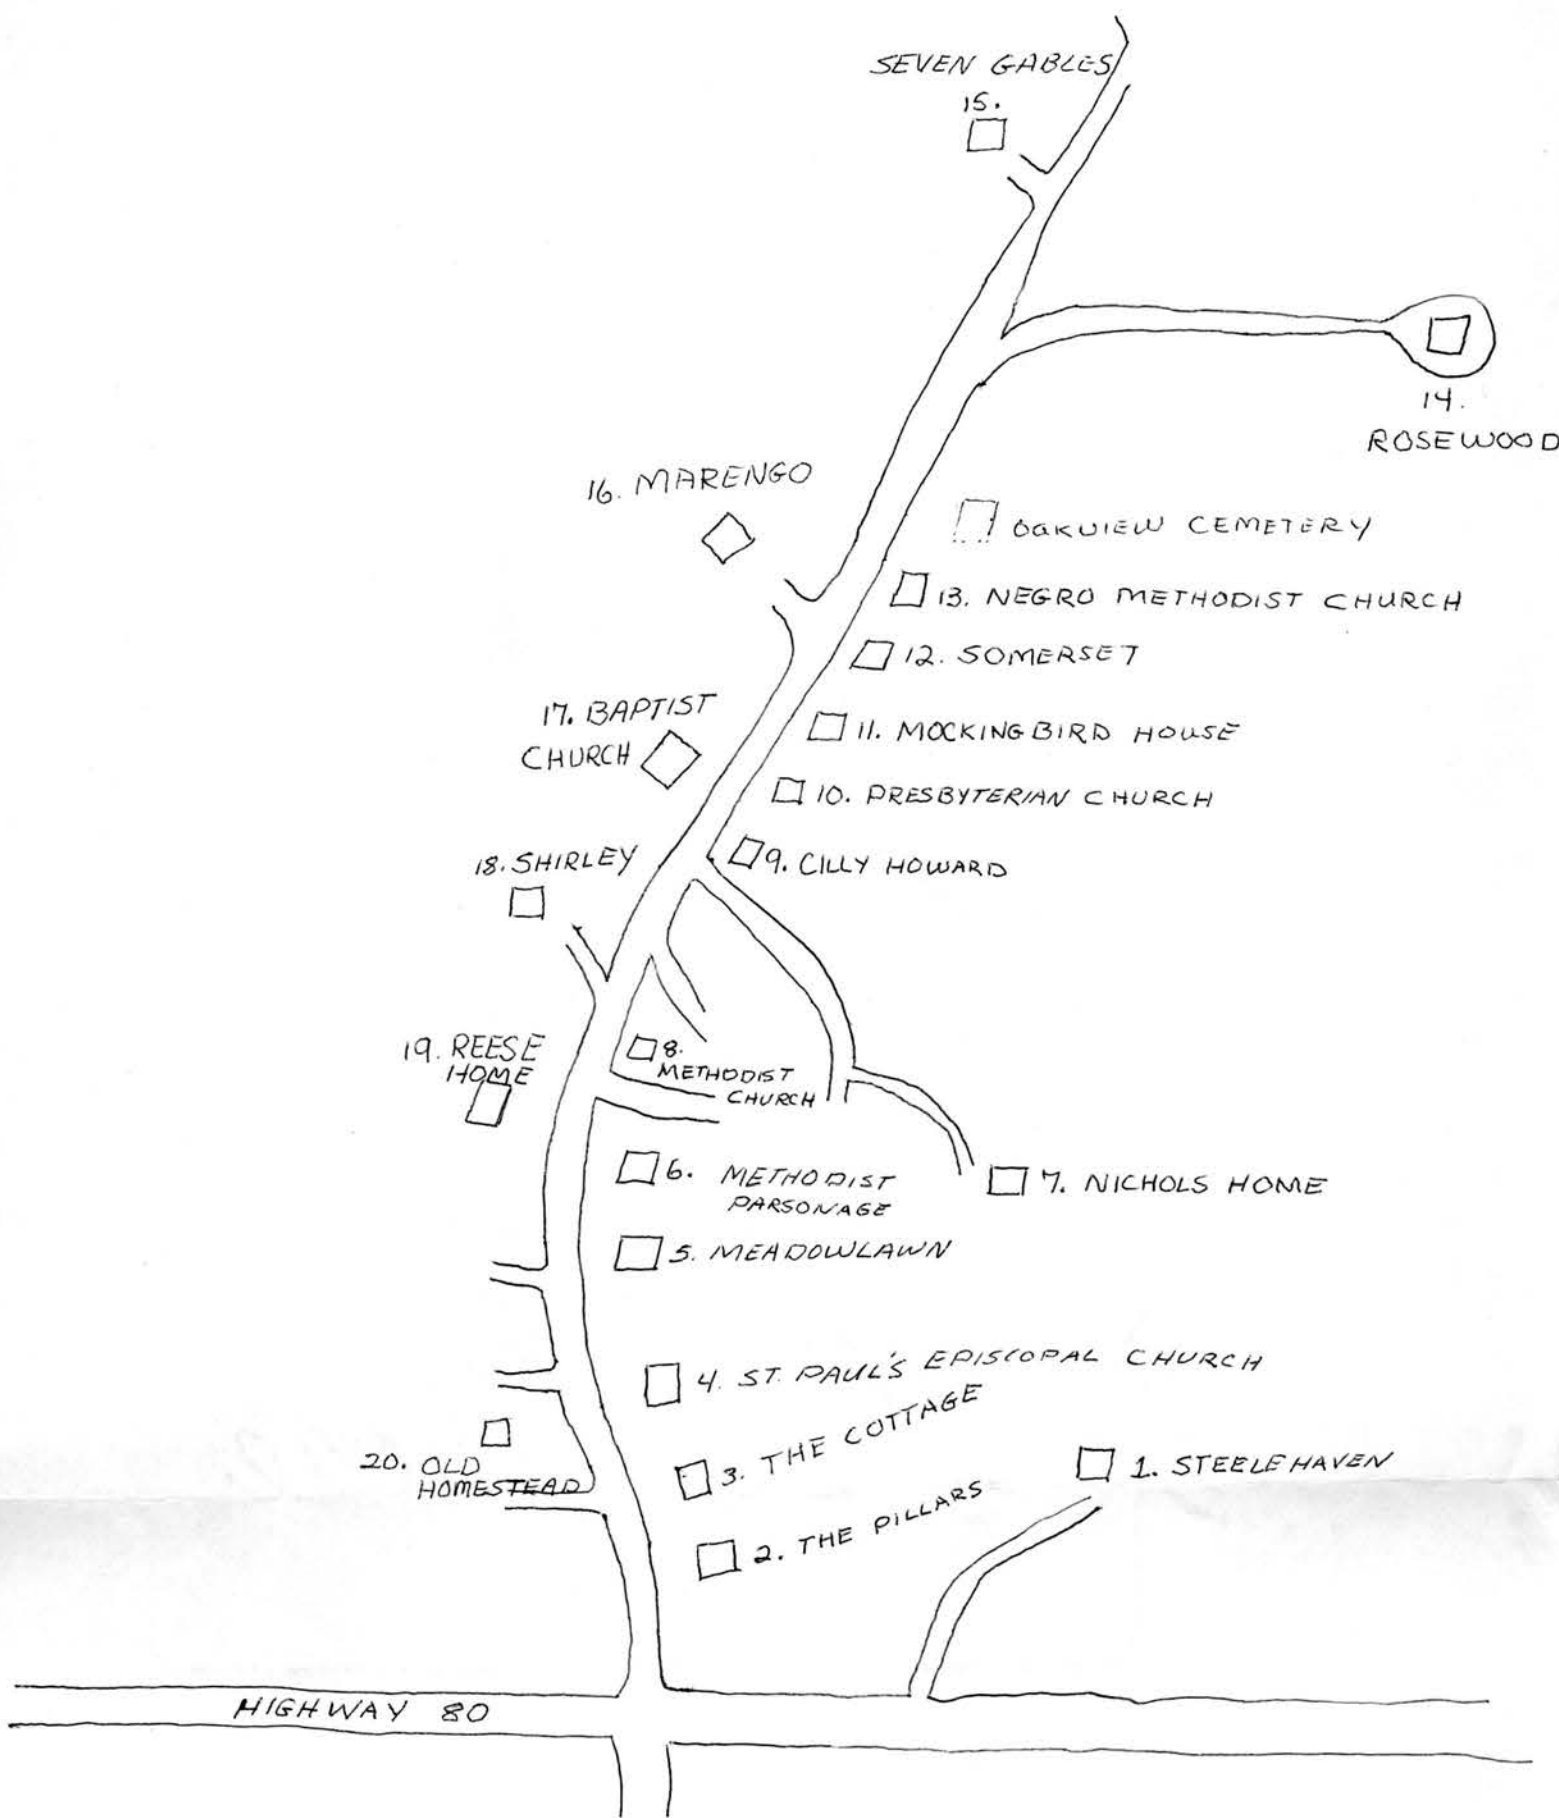 SEVEN GABLES
15.
14.
ROSEWOOD
16. MARENGO
OAKVIEW CEMETERY
13. NEGRO METHODIST CHURCH
12. SOMERSET
17. BAPTIST
CHURCH
11. MOCKINGBIRD HOUSE
10. PRESBYTERIAN CHURCH
18. SHIRLEY
9. CILLY HOWARD
19. REESE
HOME
8.
METHODIST
CHURCH
6. METHODIST
PARSONAGE
7. NICHOLS HOME
5. MEADOWLAWN
4. ST. PAUL'S EPISCOPAL CHURCH
3. THE COTTAGE
20. OLD
HOMESTEAD
1. STEELEHAVEN
2. THE PILLARS
HIGHWAY 80